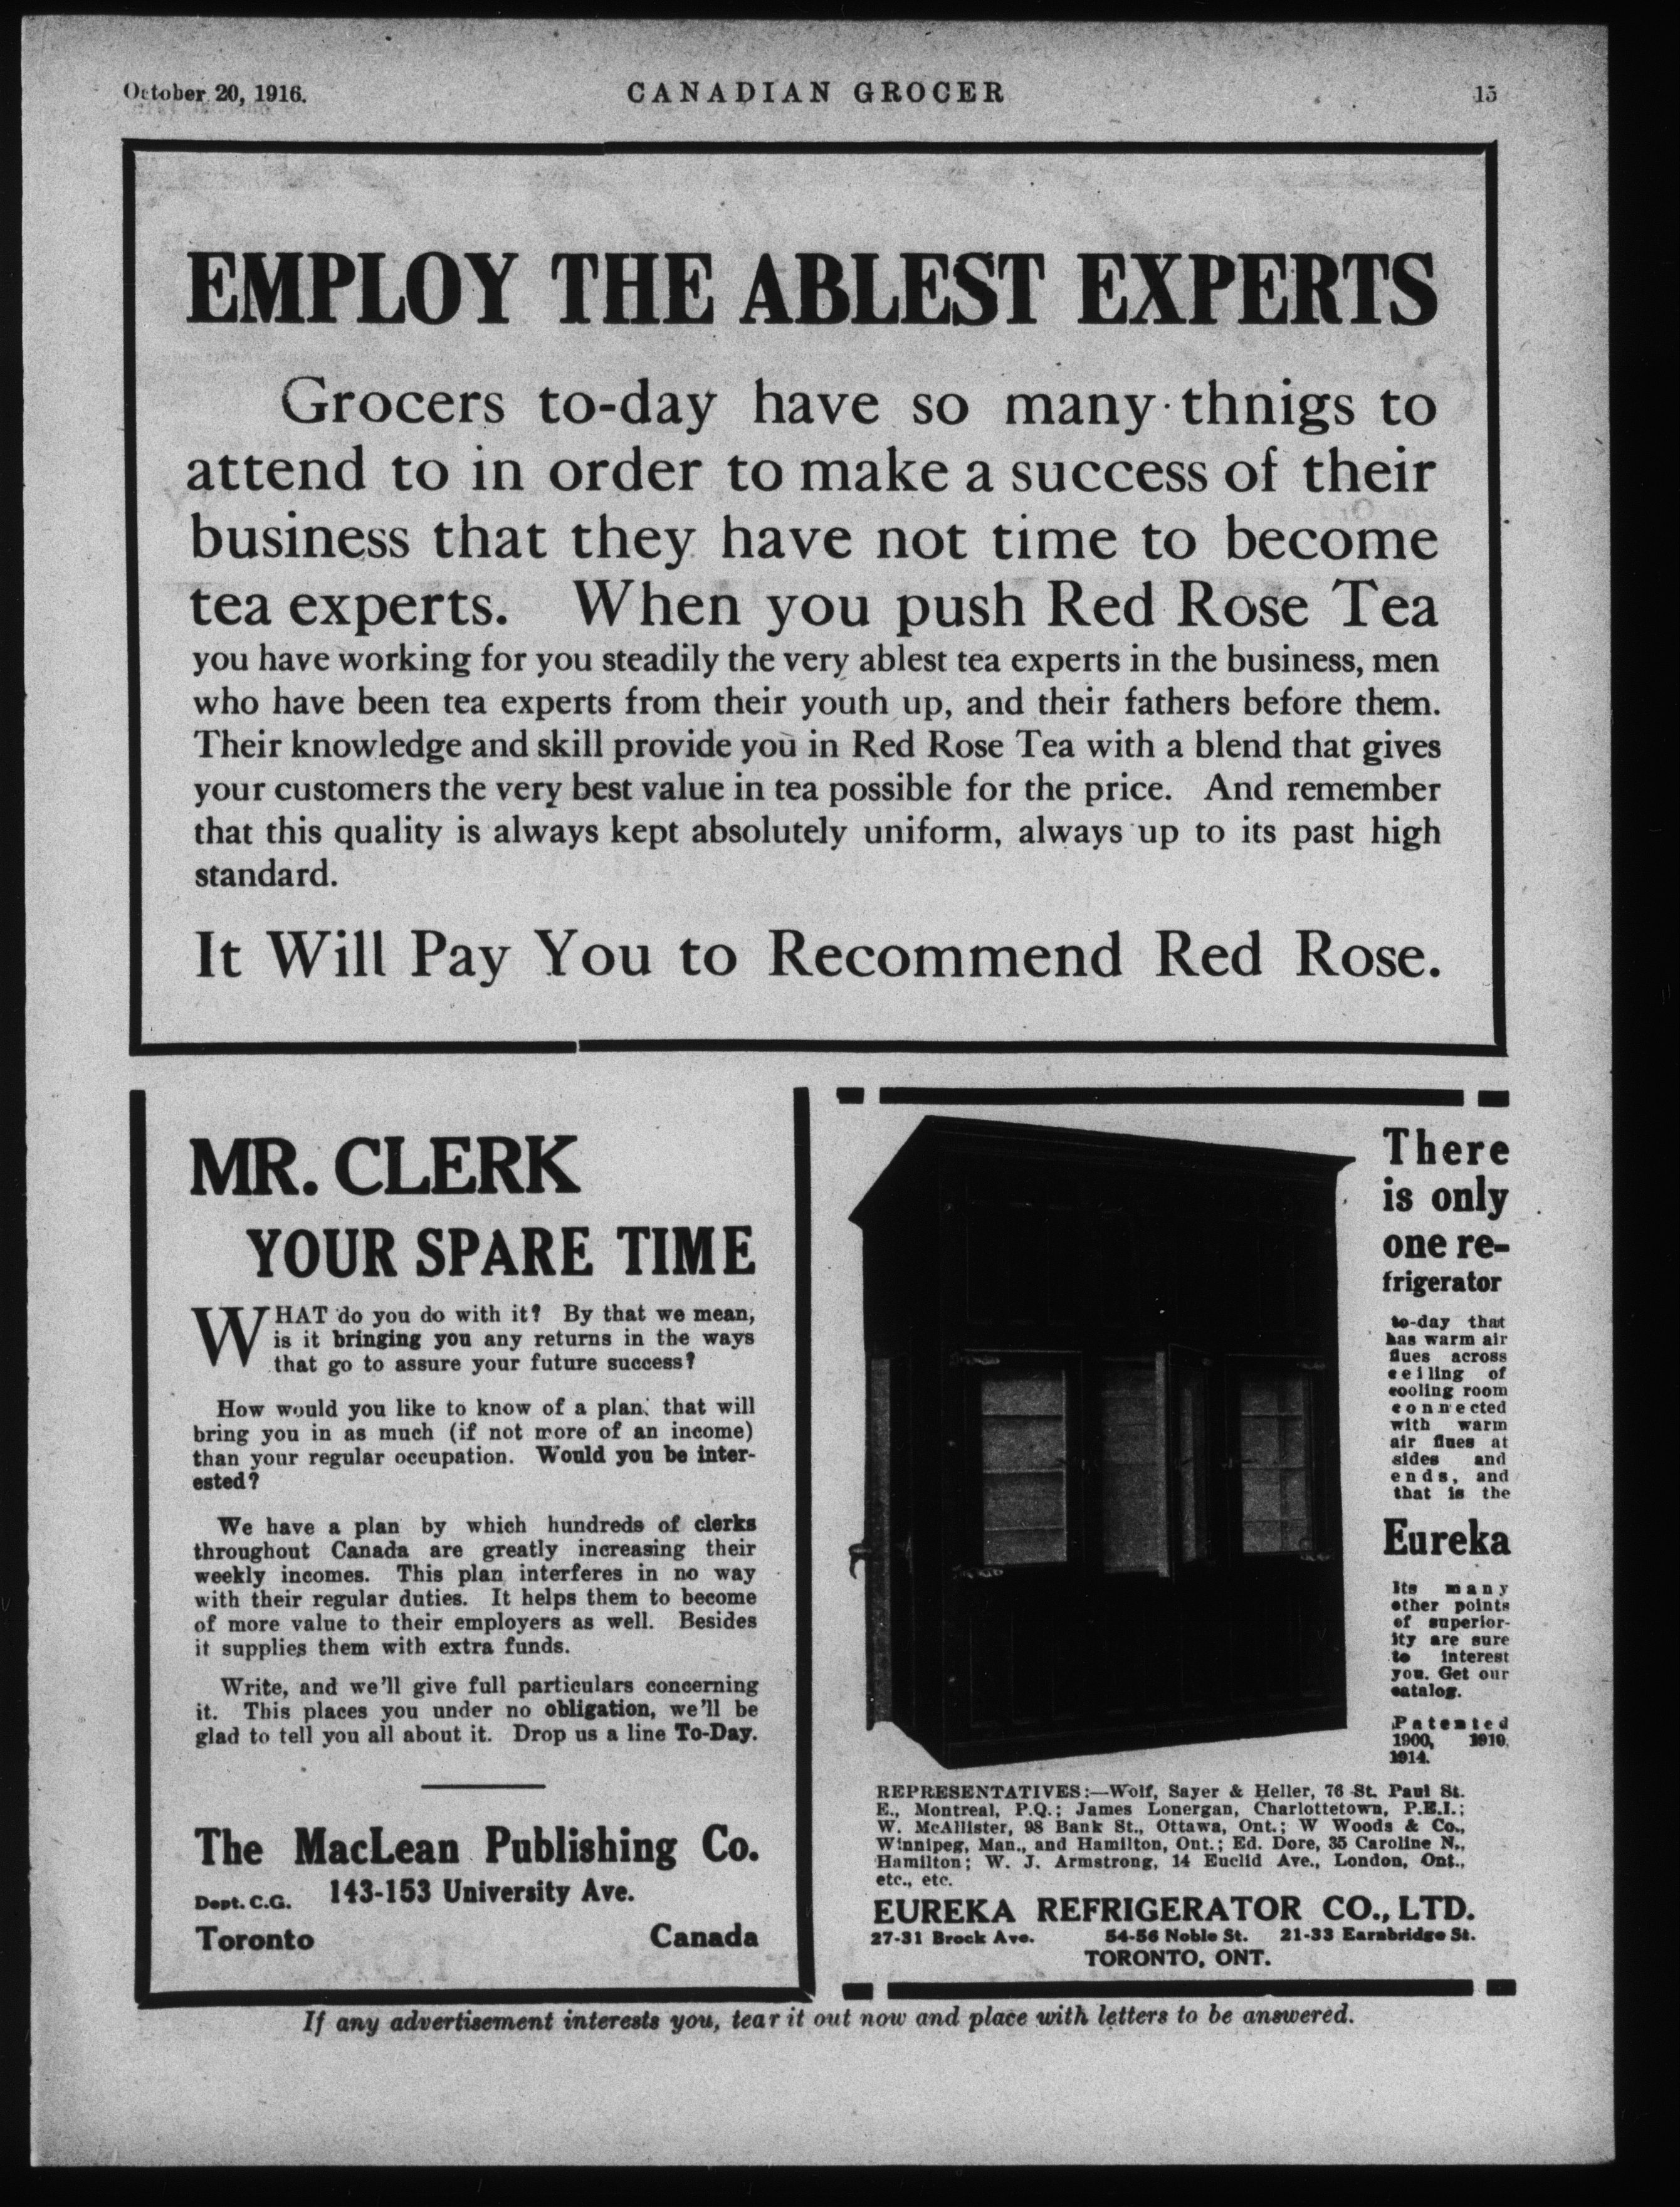 October 20, 1916.
CANADIAN GROCER
15
EMPLOY THE ABLEST EXPERTS
Grocers to-day have so many thnigs to
attend to in order to make a success of their
business that they have not time to become
tea experts. When you push Red Rose Tea
you have working for you steadily the very ablest tea experts in the business, men
who have been tea experts from their youth up, and their fathers before them.
Their knowledge and skill provide you in Red Rose Tea with a blend that gives
your customers the very best value in tea possible for the price. And remember
that this quality is always kept absolutely uniform, always up to its past high
standard.
It Will Pay You to Recommend Red Rose.
MR. CLERK
YOUR SPARE TIME
WHAT do you do with it? By that we mean,
is it bringing you any returns in the ways
that go to assure your future success?
How would you like to know of a plan that will
bring you in as much (if not more of an income)
than your regular occupation. Would you be inter-
ested?
We have a plan by which hundreds of clerks
throughout Canada are greatly increasing their
weekly incomes. This plan interferes in no way
with their regular duties. It helps them to become
of more value to their employers as well. Besides
it supplies them with extra funds.
Write, and we'll give full particulars concerning
it. This places you under no obligation, we'll be
glad to tell you all about it. Drop us a line To-Day.
The MacLean Publishing Co.
Dept. C.G. 143-153 University Ave.
Toronto Canada
There
is only
one re-
frigerator
to-day that
has warm air
flues across
ceiling of
cooling room
connected
with warm
air flues at
sides and
ends, and
that is the
Eureka
Its many
other points
of superior-
ity are sure
to interest
you. Get our
catalog.
Patented
1900, 1910,
1914.
REPRESENTATIVES:—Wolf, Sayer & Heller, 76 St. Paul St.
E., Montreal, P.Q.; James Lonergan, Charlottetown, P.E.I.;
W. McAllister, 98 Bank St., Ottawa, Ont.; W Woods & Co.,
Winnipeg, Man., and Hamilton, Ont.; Ed. Dore, 35 Caroline N.,
Hamilton; W. J. Armstrong, 14 Euclid Ave., London, Ont.,
etc., etc.
EUREKA REFRIGERATOR CO., LTD.
27-31 Brock Ave. 54-56 Noble St. 21-33 Earnbridge St.
TORONTO, ONT.
If any advertisement interests you, tear it out now and place with letters to be answered.